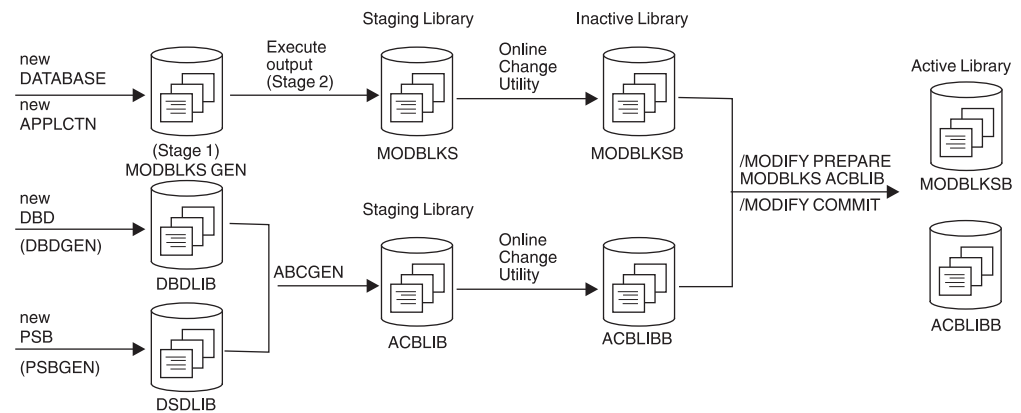 Staging Library
Inactive Library
Active Library
new
DATABASE
new
APPLCTN
(Stage 1)
MODBLKS GEN
Execute
output
(Stage 2)
MODBLKS
Online
Change
Utility
MODBLKSB
/MODIFY PREPARE
MODBLKS ACBLIB
/MODIFY COMMIT
MODBLKSB
new
DBD
(DBDGEN)
DBDLIB
ABCGEN
Staging Library
ACBLIB
Online
Change
Utility
ACBLIBB
ACBLIBB
new
PSB
(PSBGEN)
DSDLIB